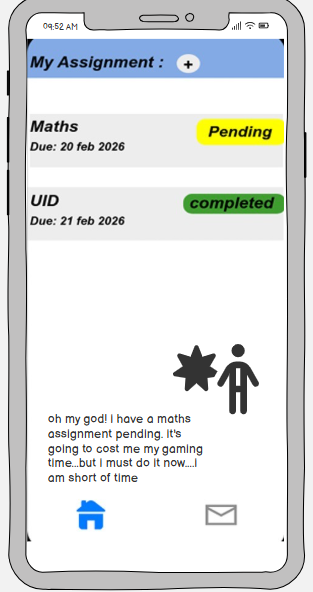 09:52 AM
My Assignment : +
Maths
Pending
Due: 20 feb 2026
UID
completed
Due: 21 feb 2026
oh my god! i have a maths
assignment pending. it's
going to cost me my gaming
time...but i must do it now....i
am short of time